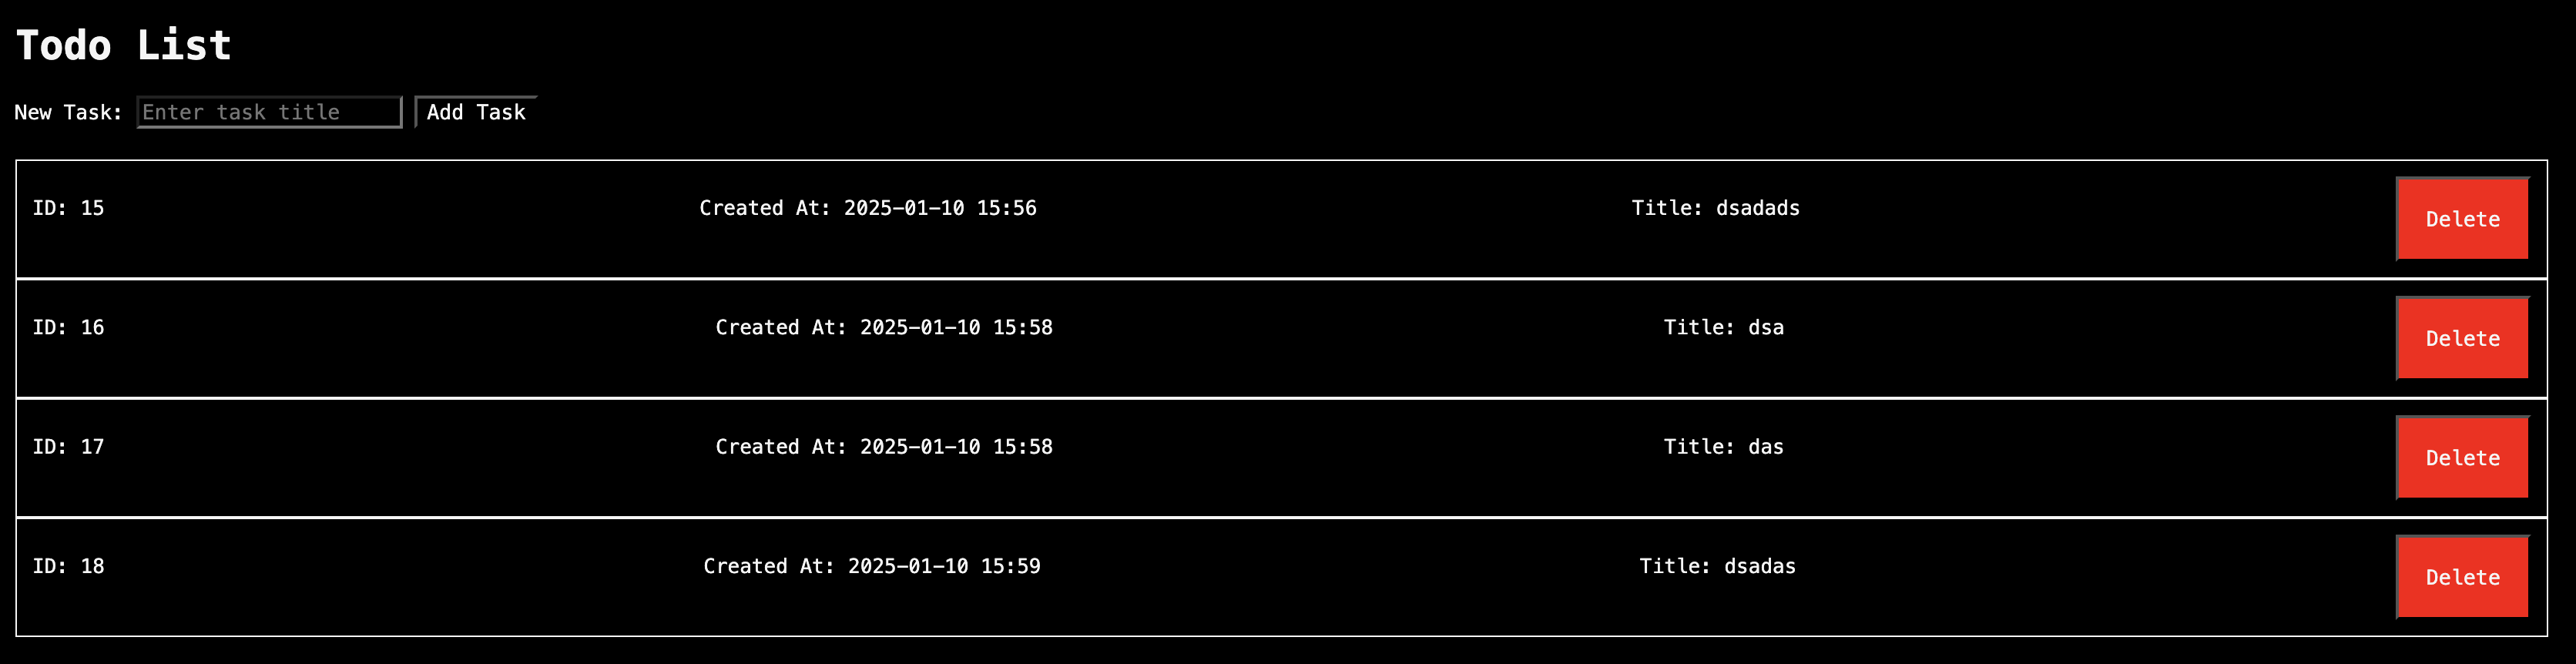 Todo List
New Task: Enter task title Add Task
ID: 15 Created At: 2025-01-10 15:56 Title: dsadads Delete
ID: 16 Created At: 2025-01-10 15:58 Title: dsa Delete
ID: 17 Created At: 2025-01-10 15:58 Title: das Delete
ID: 18 Created At: 2025-01-10 15:59 Title: dsadas Delete